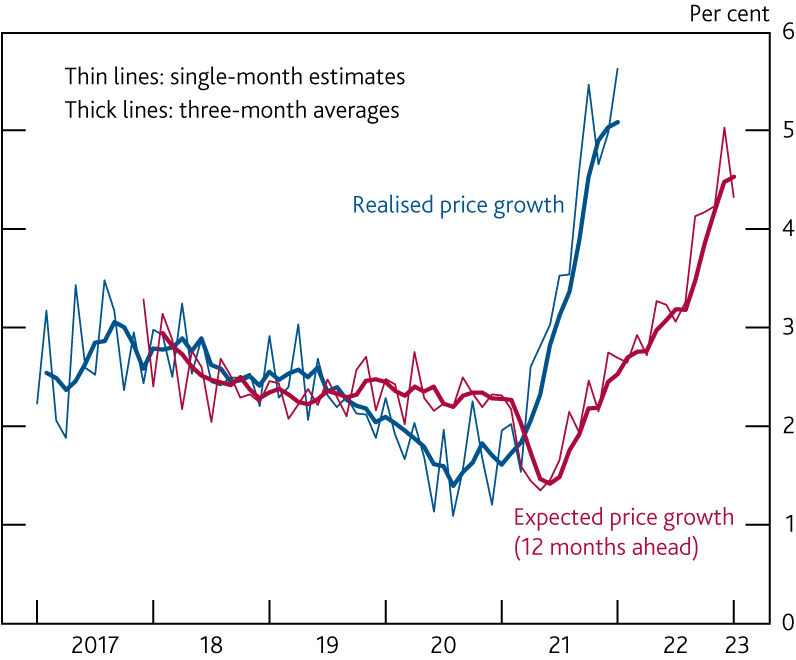 Per cent
6
Thin lines: single-month estimates
Thick lines: three-month averages
5
Realised price growth
4
3
2
Expected price growth
(12 months ahead)
1
0
2017 18 19 20 21 22 23